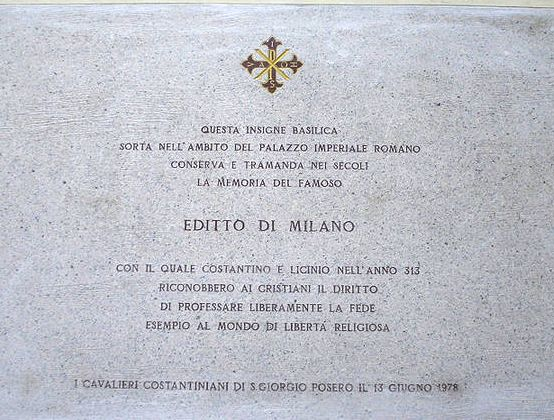 I
V A O H
S
QUESTA INSIGNE BASILICA
SORTA NELL'AMBITO DEL PALAZZO IMPERIALE ROMANO
CONSERVA E TRAMANDA NEI SECOLI
LA MEMORIA DEL FAMOSO
EDITTO DI MILANO
CON IL QUALE COSTANTINO E LICINIO NELL'ANNO 313
RICONOBBERO AI CRISTIANI IL DIRITTO
DI PROFESSARE LIBERAMENTE LA FEDE
ESEMPIO AL MONDO DI LIBERTÀ RELIGIOSA
I CAVALIERI COSTANTINIANI DI S.GIORGIO POSERO IL 13 GIUGNO 1978